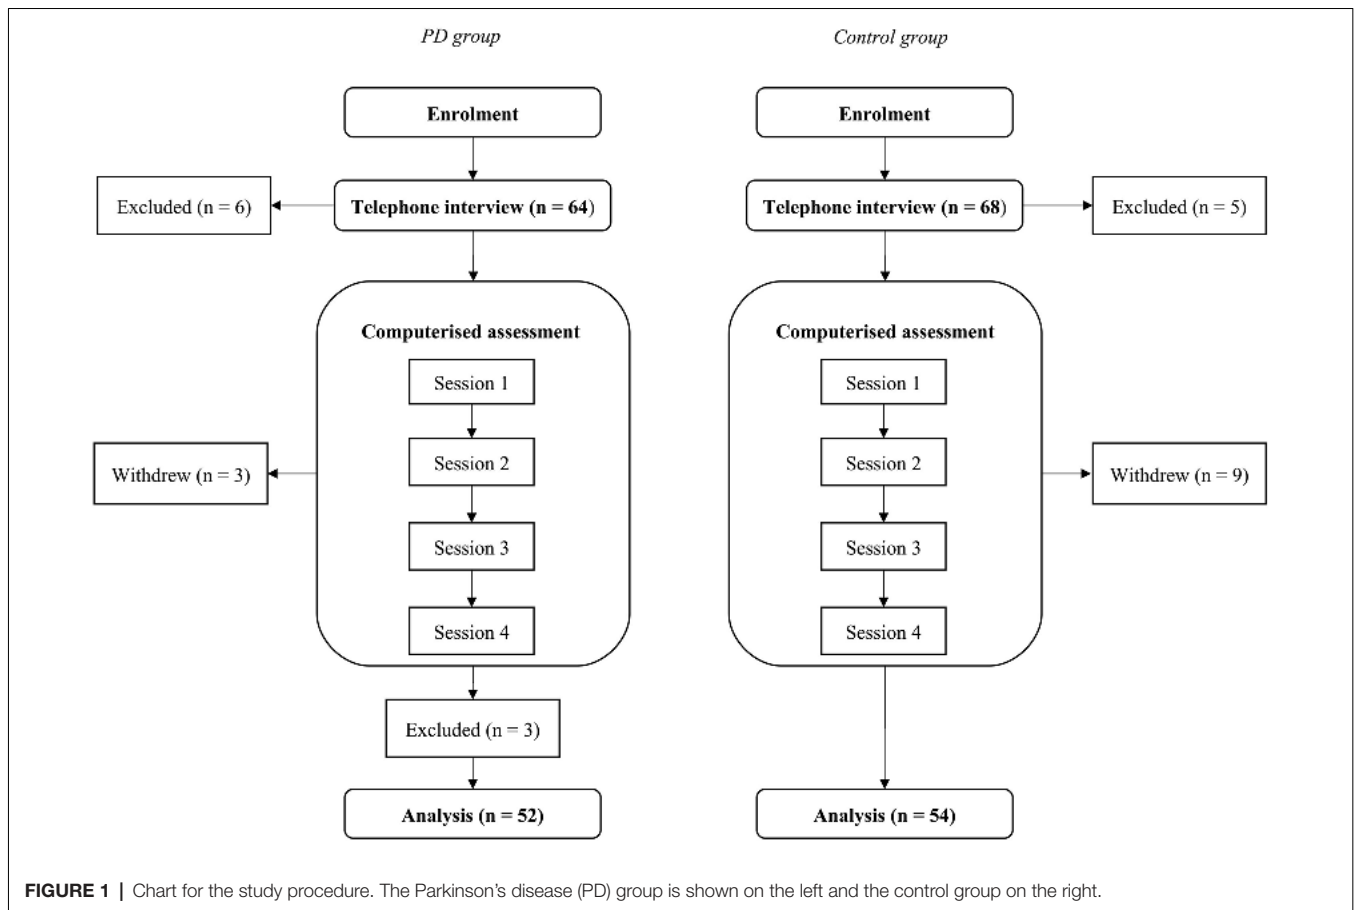 PD group
Control group
Enrolment
Enrolment
Excluded (n = 6)
Telephone interview (n = 64)
Telephone interview (n = 68)
Excluded (n = 5)
Computerised assessment
Computerised assessment
Session 1
Session 1
Session 2
Session 2
Withdrew (n = 3)
Withdrew (n = 9)
Session 3
Session 3
Session 4
Session 4
Excluded (n = 3)
Analysis (n = 52)
Analysis (n = 54)
FIGURE 1 | Chart for the study procedure. The Parkinson’s disease (PD) group is shown on the left and the control group on the right.